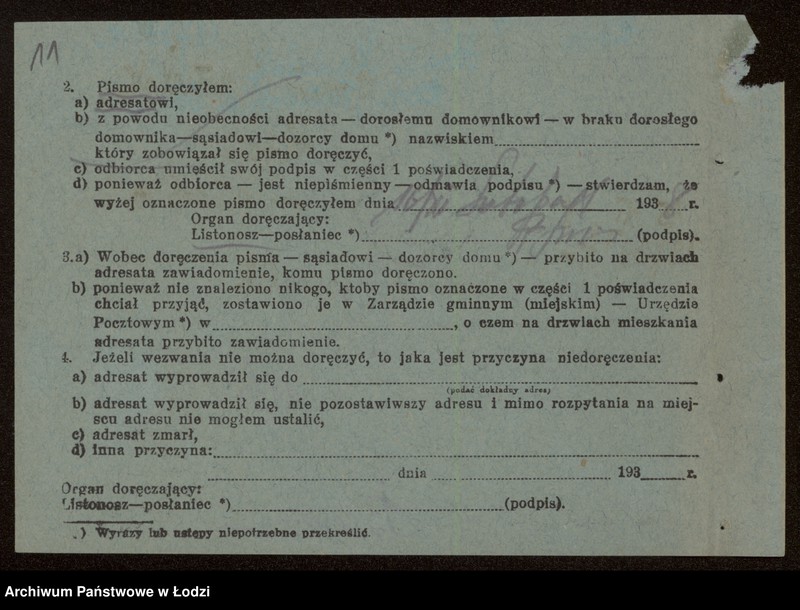 11
2. Pismo doręczyłem:
a) adresatowi,
b) z powodu nieobecności adresata — dorosłemu domownikowi — w braku dorosłego
domownika—sąsiadowi—dozorcy domu *) nazwiskiem
który zobowiązał się pismo doręczyć,
c) odbiorca umieścił swój podpis w części 1 poświadczenia,
d) ponieważ odbiorca — jest niepiśmienny — odmawia podpisu *) — stwierdzam, że
wyżej oznaczone pismo doręczyłem dnia 193 8 r.
Organ doręczający:
Listonosz—posłaniec *) (podpis).
3.a) Wobec doręczenia pisma — sąsiadowi — dozorcy domu *) — przybito na drzwiach
adresata zawiadomienie, komu pismo doręczono.
b) ponieważ nie znaleziono nikogo, ktoby pismo oznaczone w części 1 poświadczenia
chciał przyjąć, zostawiono je w Zarządzie gminnym (miejskim) — Urzędzie
Pocztowym *) w , o czem na drzwiach mieszkania
adresata przybito zawiadomienie.
4. Jeżeli wezwania nie można doręczyć, to jaka jest przyczyna niedoręczenia:
a) adresat wyprowadził się do
(podać dokładny adres)
b) adresat wyprowadził się, nie pozostawiwszy adresu i mimo rozpytania na miej-
scu adresu nie mogłem ustalić,
c) adresat zmarł,
d) inna przyczyna:
dnia 193 r.
Organ doręczający:
Listonosz—posłaniec *) (podpis).
.) Wyrazy lub ustępy niepotrzebne przekreślić.
Archiwum Państwowe w Łodzi